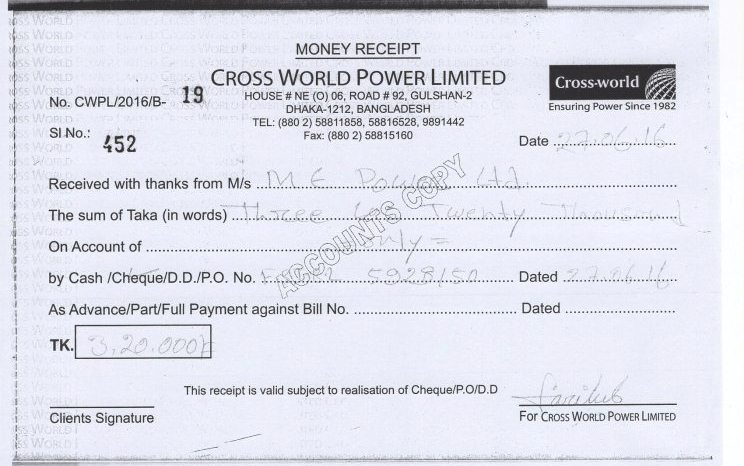 MONEY RECEIPT
CROSS WORLD POWER LIMITED
HOUSE # NE (O) 06, ROAD # 92, GULSHAN-2
DHAKA-1212, BANGLADESH
TEL: (880 2) 58811858, 58816528, 9891442
Fax: (880 2) 58815160
Cross-world
Ensuring Power Since 1982
No. CWPL/2016/B- 19
SI No.: 452
Date 27.06.16
Received with thanks from M/s M E Power Ltd.
The sum of Taka (in words) Three Twenty Thousand
On Account of only =
by Cash /Cheque/D.D./P.O. No. 5928150 Dated 27.06.16
As Advance/Part/Full Payment against Bill No. Dated
ACCOUNTS COPY
TK. 3,20.000/-
This receipt is valid subject to realisation of Cheque/P.O/D.D
Clients Signature
For CROSS WORLD POWER LIMITED